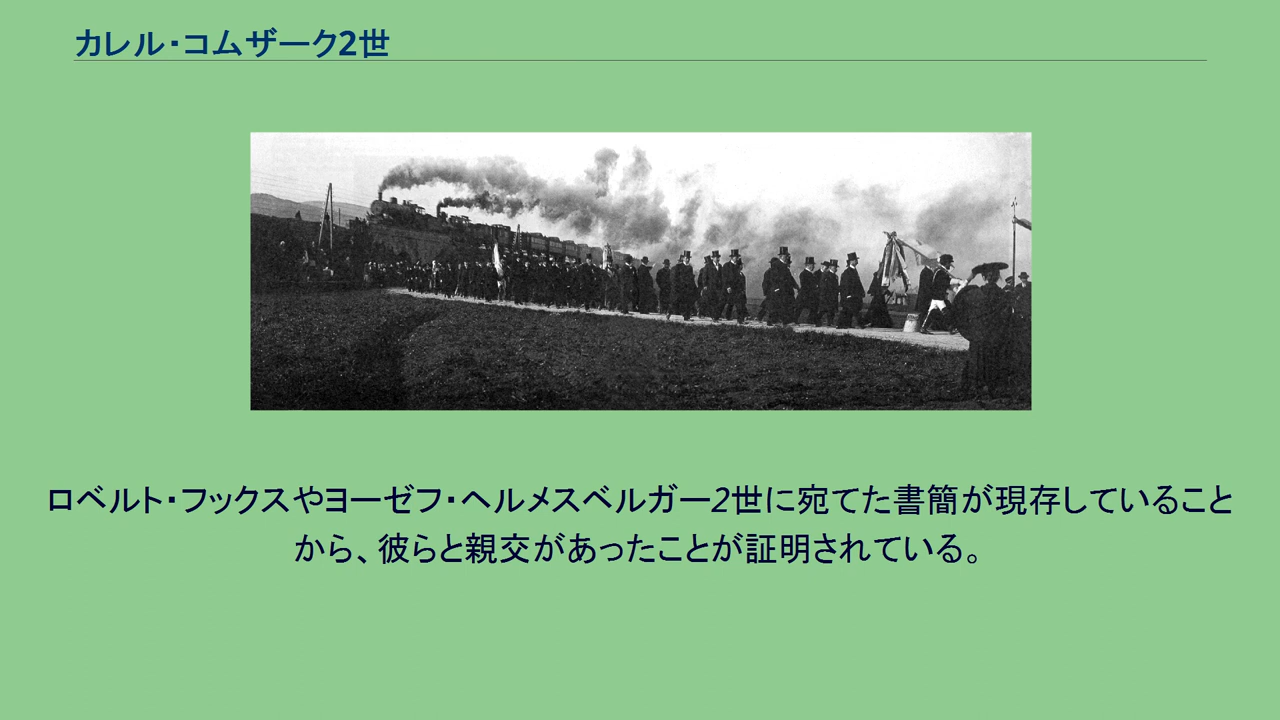 カレル・コムザーク2世
ロベルト・フックスやヨーゼフ・ヘルメスベルガー2世に宛てた書簡が現存していること
から、彼らと親交があったことが証明されている。